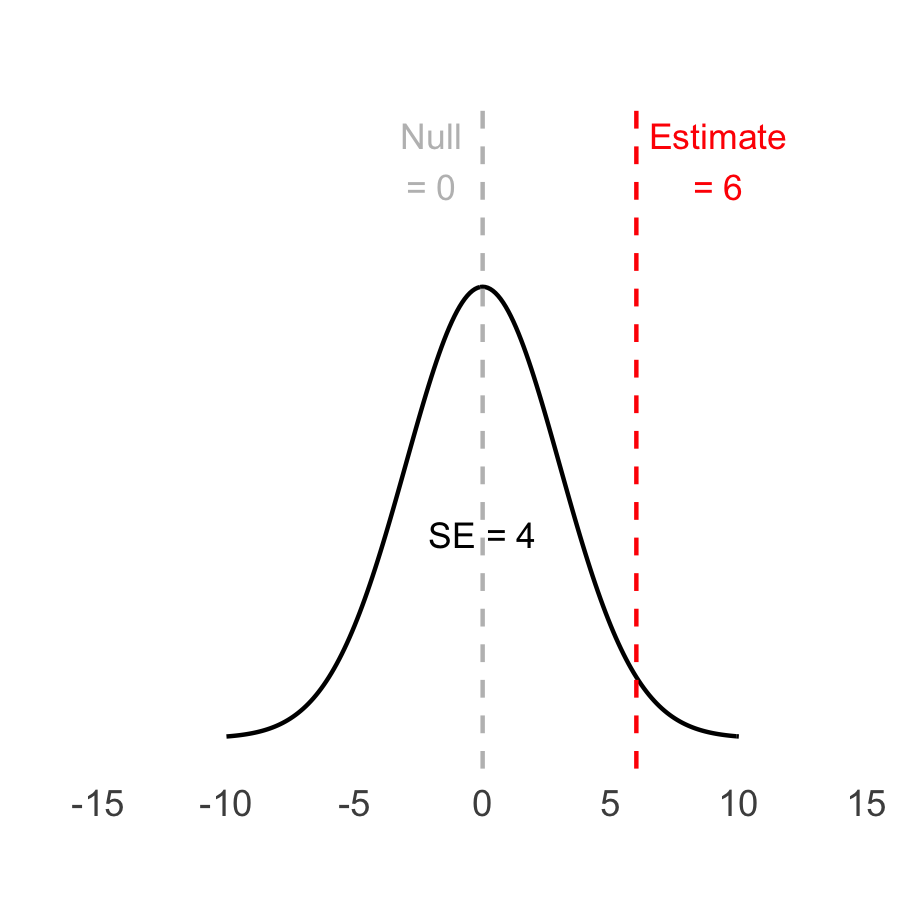 Null
= 0
Estimate
= 6
SE = 4
-15 -10 -5 0 5 10 15